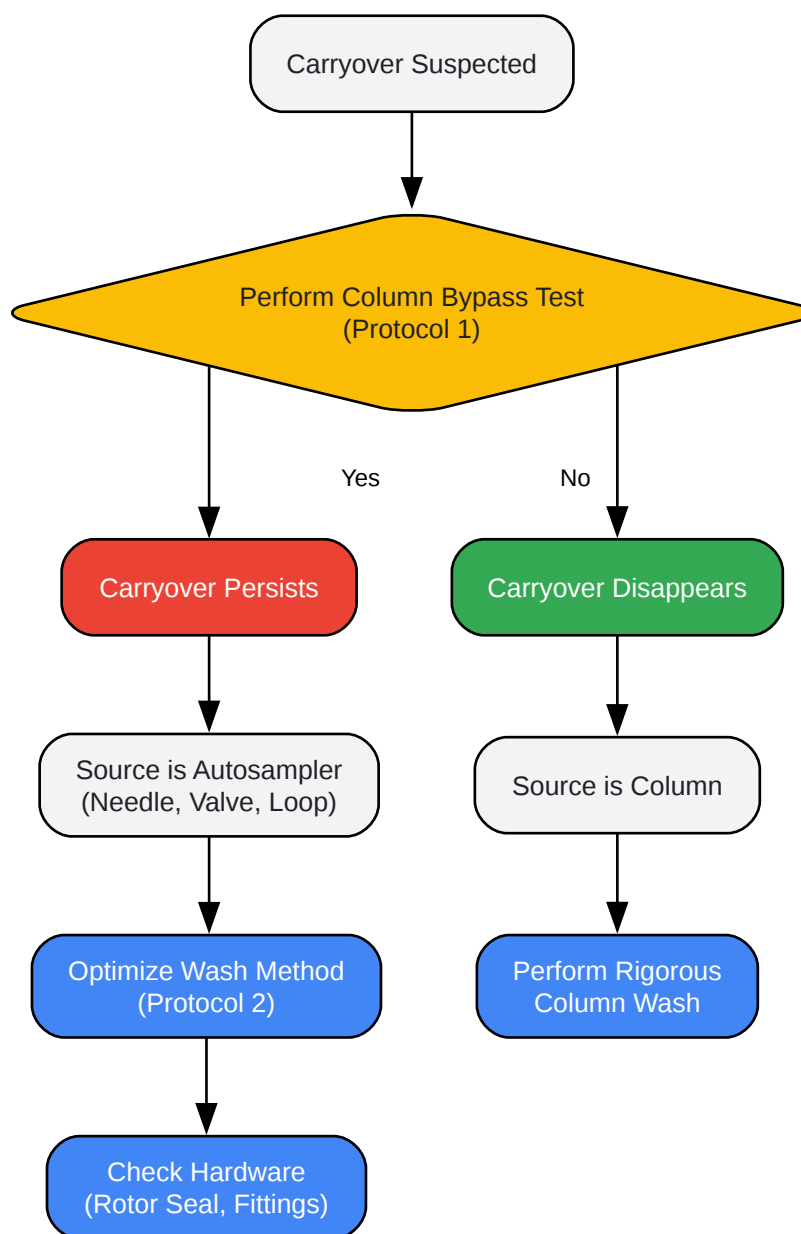 Carryover Suspected
Perform Column Bypass Test
(Protocol 1)
Yes
No
Carryover Persists
Carryover Disappears
Source is Autosampler
(Needle, Valve, Loop)
Source is Column
Optimize Wash Method
(Protocol 2)
Perform Rigorous
Column Wash
Check Hardware
(Rotor Seal, Fittings)